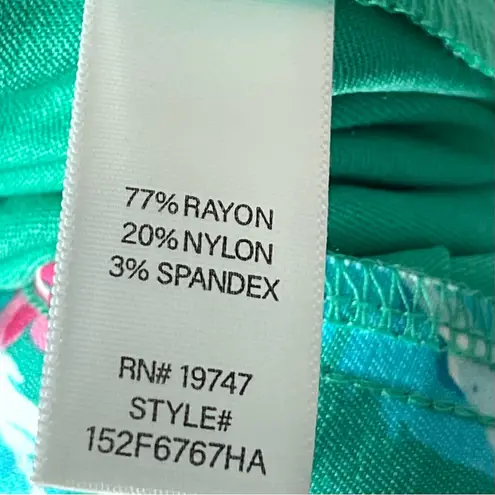 77% RAYON
20% NYLON
3% SPANDEX
RN# 19747
STYLE#
152F6767HA